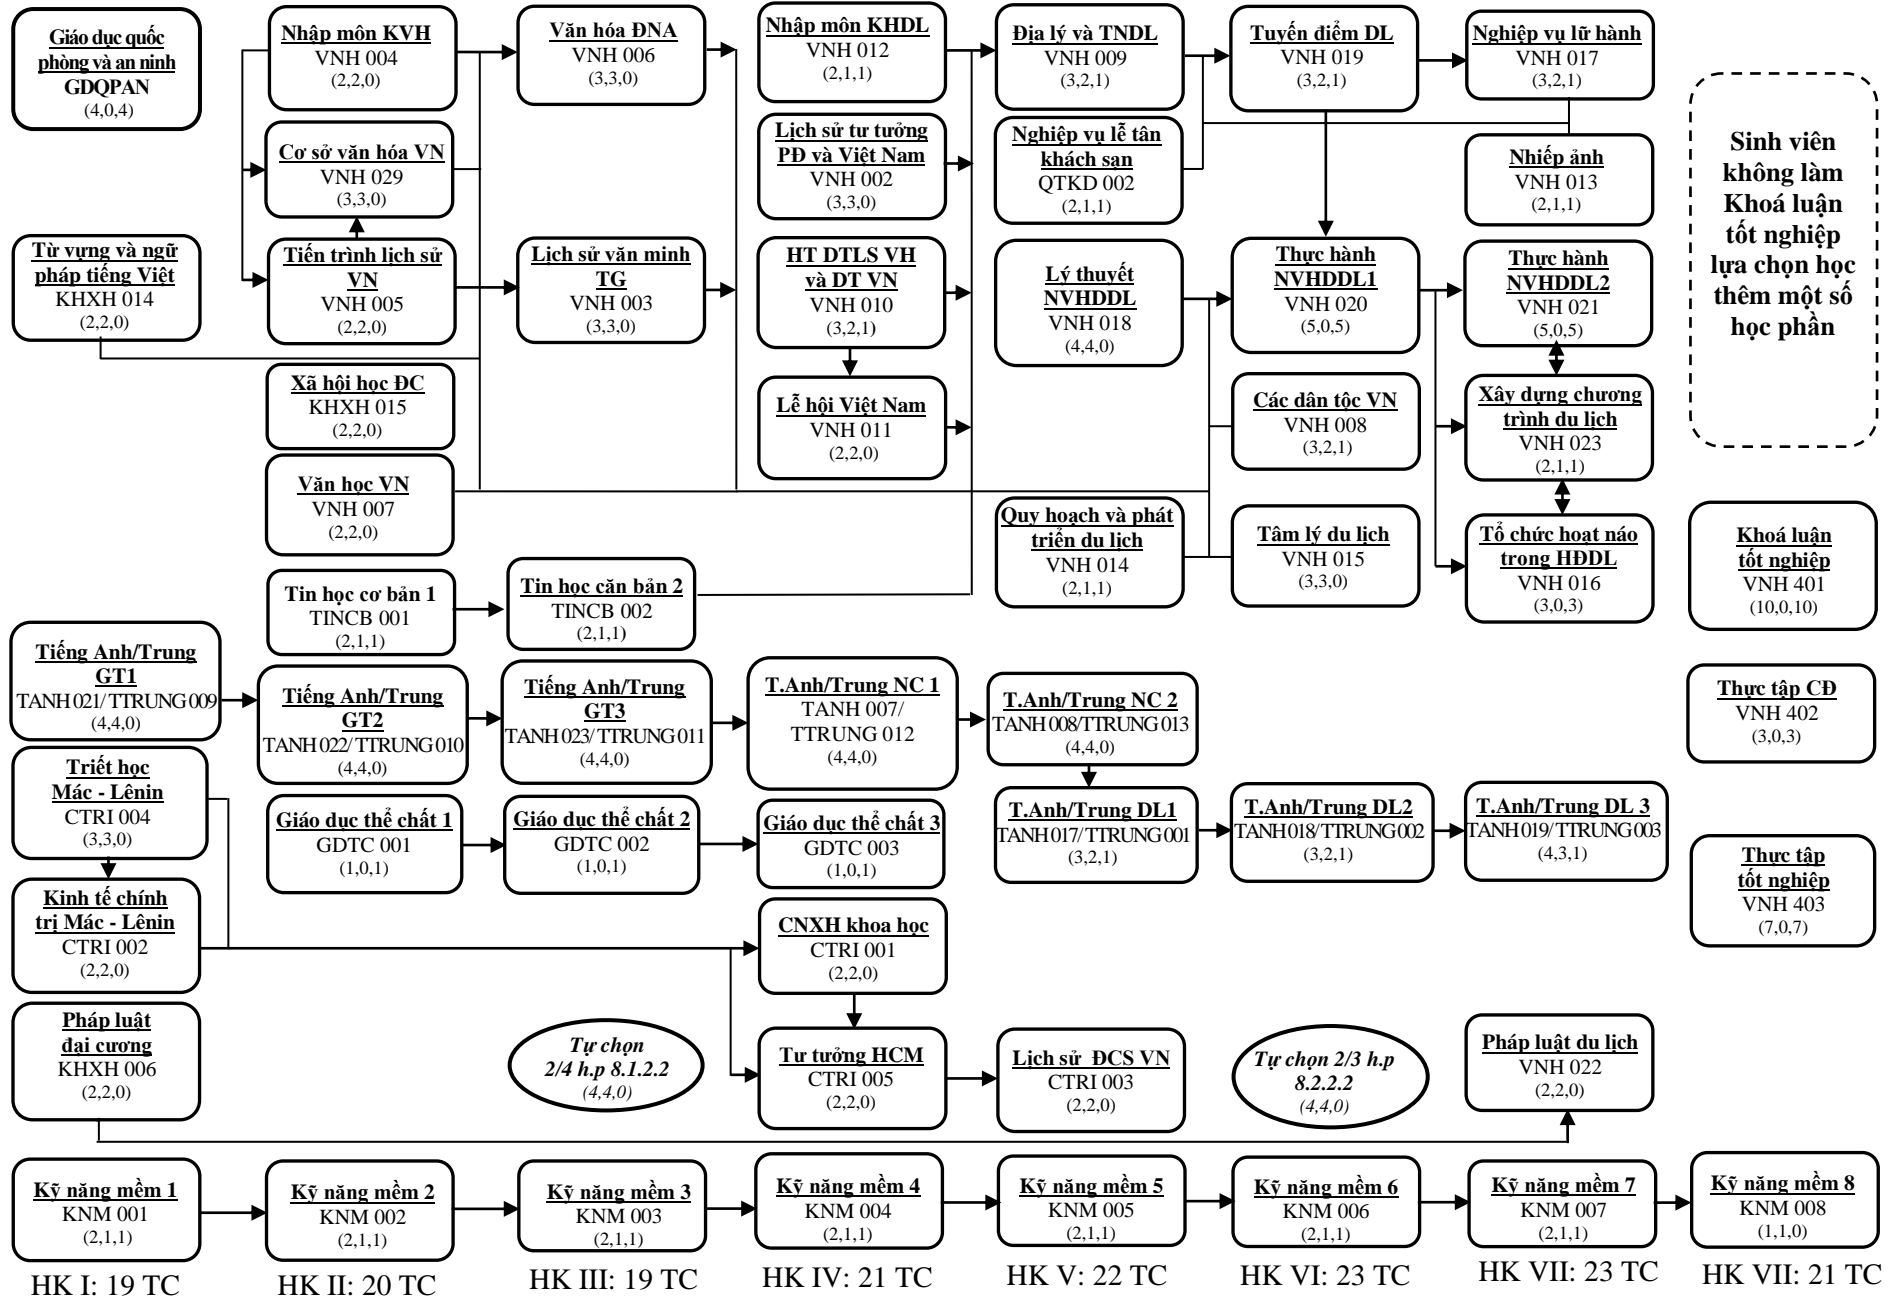 Giáo dục quốc
phòng và an ninh
GDQPAN
(4,0,4)
Từ vựng và ngữ
pháp tiếng Việt
KHXH 014
(2,2,0)
Tiếng Anh/Trung
GT1
TANH 021/ TTRUNG 009
(4,4,0)
Triết học
Mác - Lênin
CTRI 004
(3,3,0)
Kinh tế chính
trị Mác - Lênin
CTRI 002
(2,2,0)
Pháp luật
đại cương
KHXH 006
(2,2,0)
Kỹ năng mềm 1
KNM 001
(2,1,1)
HK I: 19 TC
Nhập môn KVH
VNH 004
(2,2,0)
Cơ sở văn hóa VN
VNH 029
(3,3,0)
Tiến trình lịch sử
VN
VNH 005
(2,2,0)
Xã hội học ĐC
KHXH 015
(2,2,0)
Văn học VN
VNH 007
(2,2,0)
Tin học cơ bản 1
TINCB 001
(2,1,1)
Tiếng Anh/Trung
GT2
TANH 022/ TTRUNG 010
(4,4,0)
Giáo dục thể chất 1
GDTC 001
(1,0,1)
Kỹ năng mềm 2
KNM 002
(2,1,1)
HK II: 20 TC
Văn hóa ĐNA
VNH 006
(3,3,0)
Lịch sử văn minh
TG
VNH 003
(3,3,0)
Tin học căn bản 2
TINCB 002
(2,1,1)
Tiếng Anh/Trung
GT3
TANH 023/ TTRUNG 011
(4,4,0)
Giáo dục thể chất 2
GDTC 002
(1,0,1)
Tự chọn
2/4 h.p 8.1.2.2
(4,4,0)
Kỹ năng mềm 3
KNM 003
(2,1,1)
HK III: 19 TC
Nhập môn KHDL
VNH 012
(2,1,1)
Lịch sử tư tưởng
PĐ và Việt Nam
VNH 002
(3,3,0)
HT DTLS VH
và DT VN
VNH 010
(3,2,1)
Lễ hội Việt Nam
VNH 011
(2,2,0)
T.Anh/Trung NC 1
TANH 007/
TTRUNG 012
(4,4,0)
Giáo dục thể chất 3
GDTC 003
(1,0,1)
CNXH khoa học
CTRI 001
(2,2,0)
Tư tưởng HCM
CTRI 005
(2,2,0)
Kỹ năng mềm 4
KNM 004
(2,1,1)
HK IV: 21 TC
Địa lý và TNDL
VNH 009
(3,2,1)
Nghiệp vụ lễ tân
khách sạn
QTKD 002
(2,1,1)
Lý thuyết
NVHDDL
VNH 018
(4,4,0)
Quy hoạch và phát
triển du lịch
VNH 014
(2,1,1)
T.Anh/Trung NC 2
TANH 008/TTRUNG 013
(4,4,0)
T.Anh/Trung DL1
TANH 017/TTRUNG 001
(3,2,1)
Lịch sử ĐCS VN
CTRI 003
(2,2,0)
Kỹ năng mềm 5
KNM 005
(2,1,1)
HK V: 22 TC
Tuyến điểm DL
VNH 019
(3,2,1)
Thực hành
NVHDDL1
VNH 020
(5,0,5)
Các dân tộc VN
VNH 008
(3,2,1)
Tâm lý du lịch
VNH 015
(3,3,0)
T.Anh/Trung DL2
TANH 018/TTRUNG 002
(3,2,1)
Tự chọn 2/3 h.p
8.2.2.2
(4,4,0)
Kỹ năng mềm 6
KNM 006
(2,1,1)
HK VI: 23 TC
Nghiệp vụ lữ hành
VNH 017
(3,2,1)
Nhiếp ảnh
VNH 013
(2,1,1)
Thực hành
NVHDDL2
VNH 021
(5,0,5)
Xây dựng chương
trình du lịch
VNH 023
(2,1,1)
Tổ chức hoạt náo
trong HĐDL
VNH 016
(3,0,3)
T.Anh/Trung DL 3
TANH 019/ TTRUNG 003
(4,3,1)
Pháp luật du lịch
VNH 022
(2,2,0)
Kỹ năng mềm 7
KNM 007
(2,1,1)
HK VII: 23 TC
Sinh viên
không làm
Khoá luận
tốt nghiệp
lựa chọn học
thêm một số
học phần
Khoá luận
tốt nghiệp
VNH 401
(10,0,10)
Thực tập CĐ
VNH 402
(3,0,3)
Thực tập
tốt nghiệp
VNH 403
(7,0,7)
Kỹ năng mềm 8
KNM 008
(1,1,0)
HK VII: 21 TC